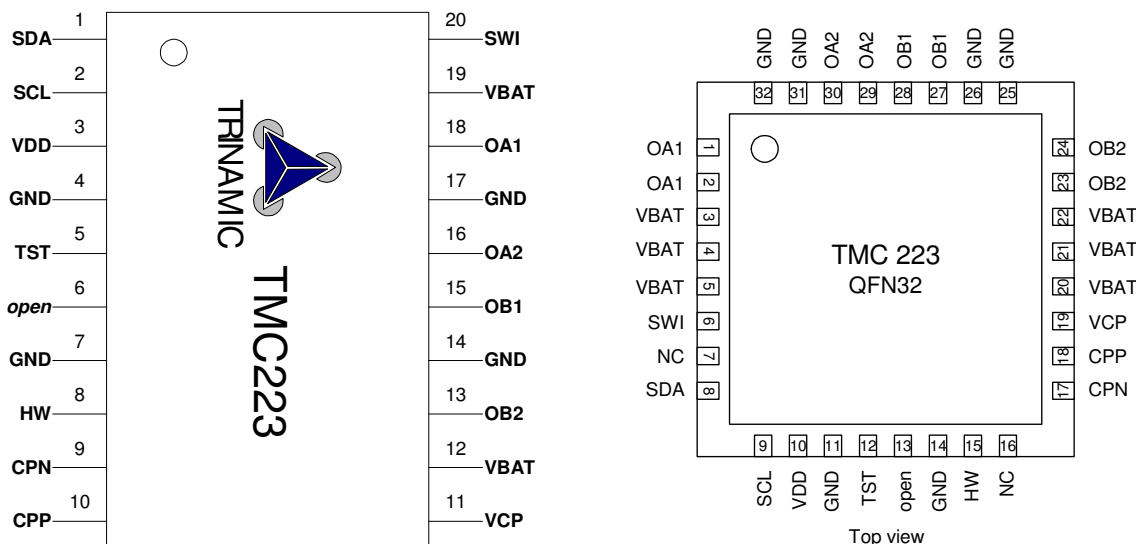 1 20
SDA SWI
2 19
SCL VBAT
3 18
VDD OA1
4 17
GND GND
5 16
TST OA2
6 15
open OB1
7 14
GND GND
8 13
HW OB2
9 12
CPN VBAT
10 11
CPP VCP
TRINAMIC
TMC223
GND GND OA2 OA2 OB1 OB1 GND GND
32 31 30 29 28 27 26 25
OA1 1 24 OB2
OA1 2 23 OB2
VBAT 3 22 VBAT
VBAT 4 21 VBAT
VBAT 5 20 VBAT
SWI 6 19 VCP
NC 7 18 CPP
SDA 8 17 CPN
TMC 223
QFN32
9 10 11 12 13 14 15 16
SCL VDD GND TST open GND HW NC
Top view